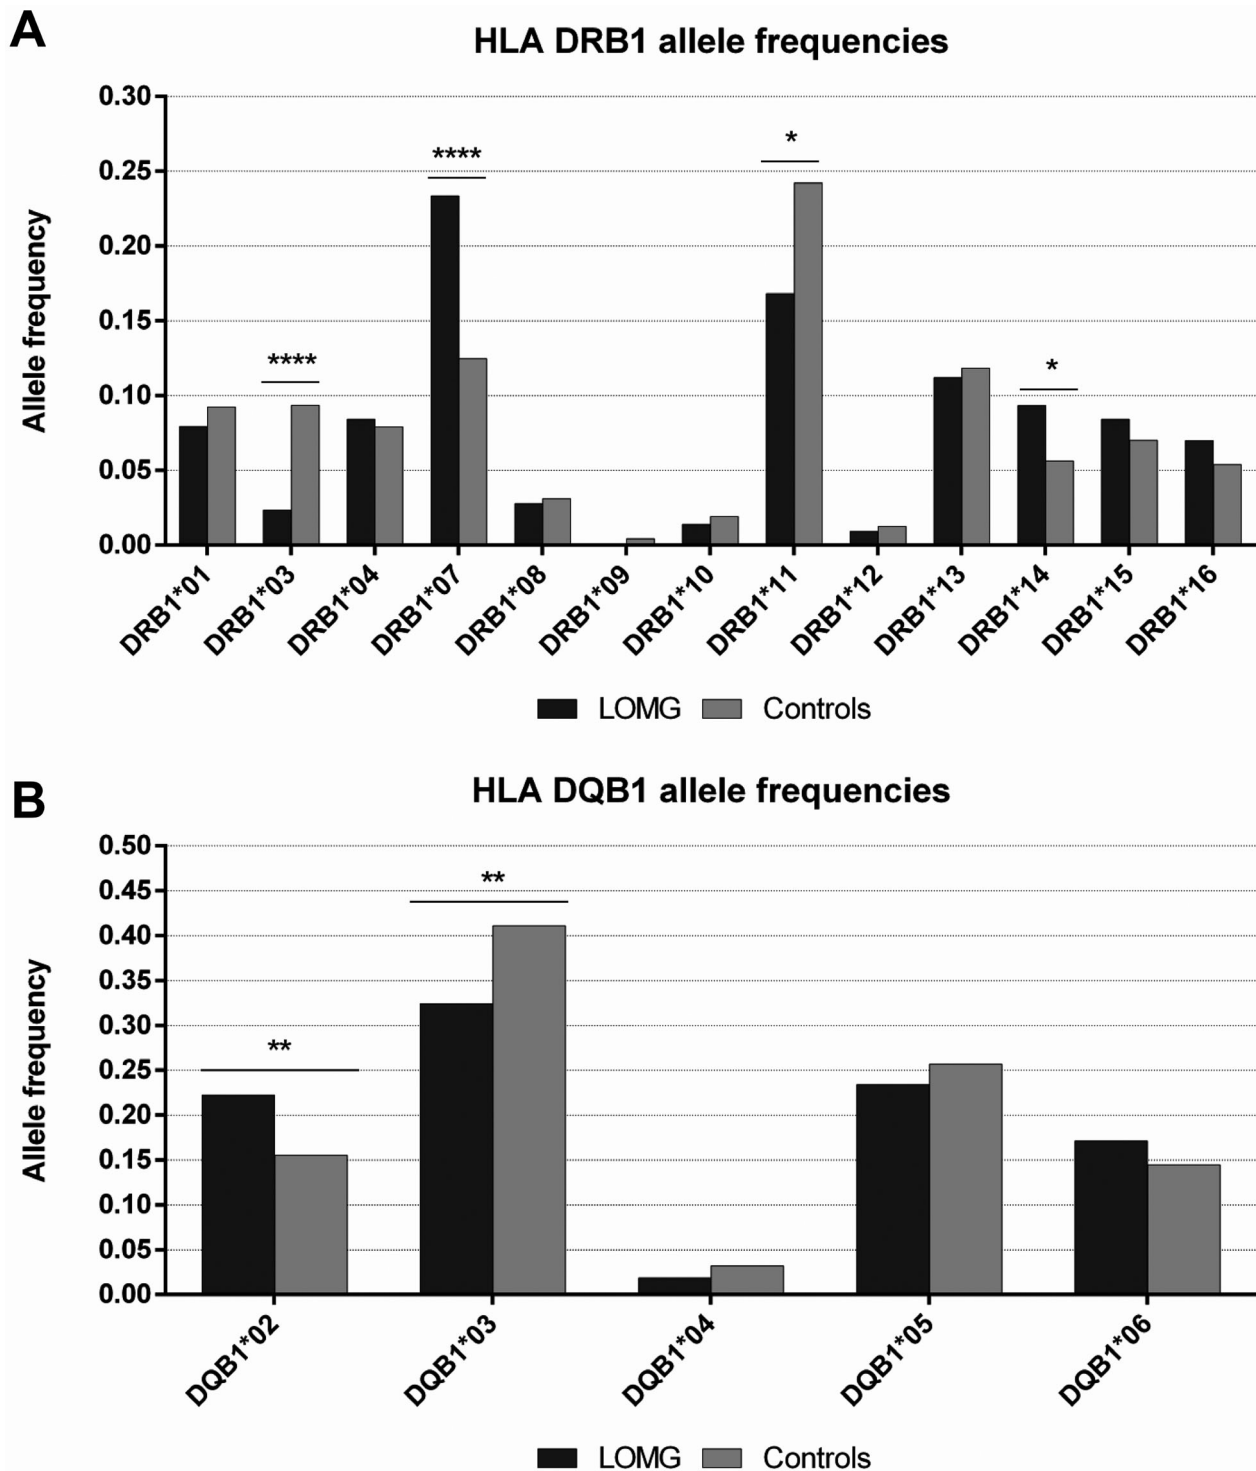 A
HLA DRB1 allele frequencies
Allele frequency
0.30
0.25
0.20
0.15
0.10
0.05
0.00
****
****
*
*
DRB1*01
DRB1*03
DRB1*04
DRB1*07
DRB1*08
DRB1*09
DRB1*10
DRB1*11
DRB1*12
DRB1*13
DRB1*14
DRB1*15
DRB1*16
LOMG Controls
B
HLA DQB1 allele frequencies
Allele frequency
0.50
0.45
0.40
0.35
0.30
0.25
0.20
0.15
0.10
0.05
0.00
**
**
DQB1*02
DQB1*03
DQB1*04
DQB1*05
DQB1*06
LOMG Controls